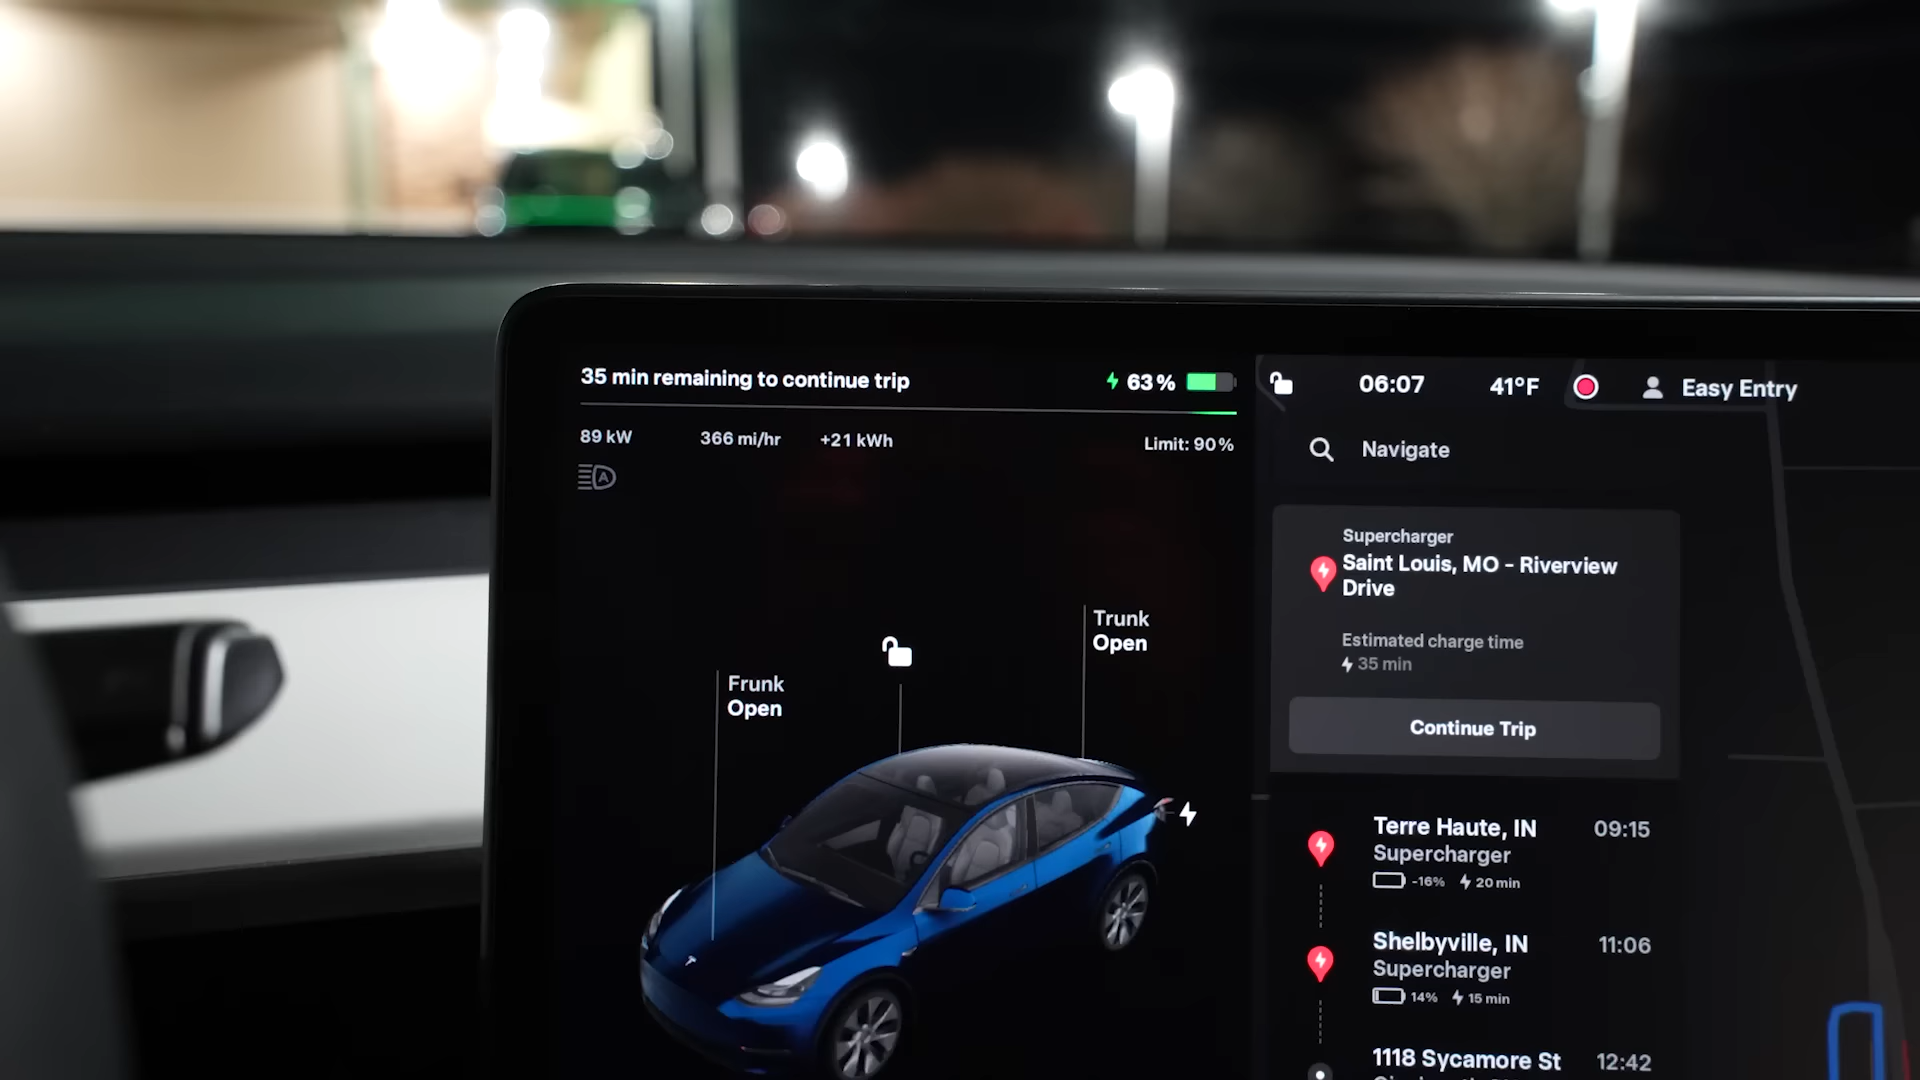 35 min remaining to continue trip
63%
89 kW 366 mi/hr +21 kWh
Limit: 90%
A
Trunk
Open
Frunk
Open
06:07 41°F Easy Entry
Navigate
Supercharger
Saint Louis, MO - Riverview
Drive
Estimated charge time
35 min
Continue Trip
Terre Haute, IN 09:15
Supercharger
-16% 20 min
Shelbyville, IN 11:06
Supercharger
14% 15 min
1118 Sycamore St 12:42